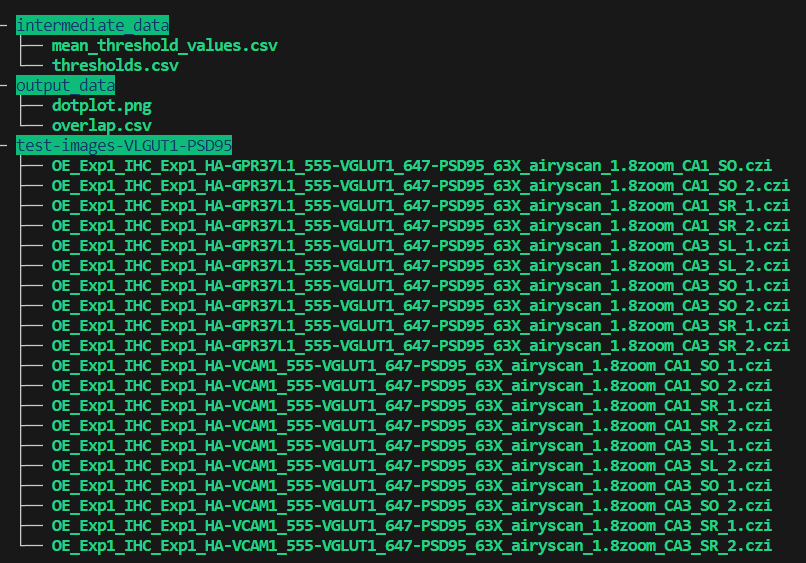 intermediate_data
mean_threshold_values.csv
thresholds.csv
output_data
dotplot.png
overlap.csv
test-images-VLGUT1-PSD95
OE_Exp1_IHC_Exp1_HA-GPR37L1_555-VGLUT1_647-PSD95_63X_airyscan_1.8zoom_CA1_SO.czi
OE_Exp1_IHC_Exp1_HA-GPR37L1_555-VGLUT1_647-PSD95_63X_airyscan_1.8zoom_CA1_SO_2.czi
OE_Exp1_IHC_Exp1_HA-GPR37L1_555-VGLUT1_647-PSD95_63X_airyscan_1.8zoom_CA1_SR_1.czi
OE_Exp1_IHC_Exp1_HA-GPR37L1_555-VGLUT1_647-PSD95_63X_airyscan_1.8zoom_CA1_SR_2.czi
OE_Exp1_IHC_Exp1_HA-GPR37L1_555-VGLUT1_647-PSD95_63X_airyscan_1.8zoom_CA3_SL_1.czi
OE_Exp1_IHC_Exp1_HA-GPR37L1_555-VGLUT1_647-PSD95_63X_airyscan_1.8zoom_CA3_SL_2.czi
OE_Exp1_IHC_Exp1_HA-GPR37L1_555-VGLUT1_647-PSD95_63X_airyscan_1.8zoom_CA3_SO_1.czi
OE_Exp1_IHC_Exp1_HA-GPR37L1_555-VGLUT1_647-PSD95_63X_airyscan_1.8zoom_CA3_SO_2.czi
OE_Exp1_IHC_Exp1_HA-GPR37L1_555-VGLUT1_647-PSD95_63X_airyscan_1.8zoom_CA3_SR_1.czi
OE_Exp1_IHC_Exp1_HA-GPR37L1_555-VGLUT1_647-PSD95_63X_airyscan_1.8zoom_CA3_SR_2.czi
OE_Exp1_IHC_Exp1_HA-VCAM1_555-VGLUT1_647-PSD95_63X_airyscan_1.8zoom_CA1_SO_1.czi
OE_Exp1_IHC_Exp1_HA-VCAM1_555-VGLUT1_647-PSD95_63X_airyscan_1.8zoom_CA1_SO_2.czi
OE_Exp1_IHC_Exp1_HA-VCAM1_555-VGLUT1_647-PSD95_63X_airyscan_1.8zoom_CA1_SR_1.czi
OE_Exp1_IHC_Exp1_HA-VCAM1_555-VGLUT1_647-PSD95_63X_airyscan_1.8zoom_CA1_SR_2.czi
OE_Exp1_IHC_Exp1_HA-VCAM1_555-VGLUT1_647-PSD95_63X_airyscan_1.8zoom_CA3_SL_1.czi
OE_Exp1_IHC_Exp1_HA-VCAM1_555-VGLUT1_647-PSD95_63X_airyscan_1.8zoom_CA3_SL_2.czi
OE_Exp1_IHC_Exp1_HA-VCAM1_555-VGLUT1_647-PSD95_63X_airyscan_1.8zoom_CA3_SO_1.czi
OE_Exp1_IHC_Exp1_HA-VCAM1_555-VGLUT1_647-PSD95_63X_airyscan_1.8zoom_CA3_SO_2.czi
OE_Exp1_IHC_Exp1_HA-VCAM1_555-VGLUT1_647-PSD95_63X_airyscan_1.8zoom_CA3_SR_1.czi
OE_Exp1_IHC_Exp1_HA-VCAM1_555-VGLUT1_647-PSD95_63X_airyscan_1.8zoom_CA3_SR_2.czi